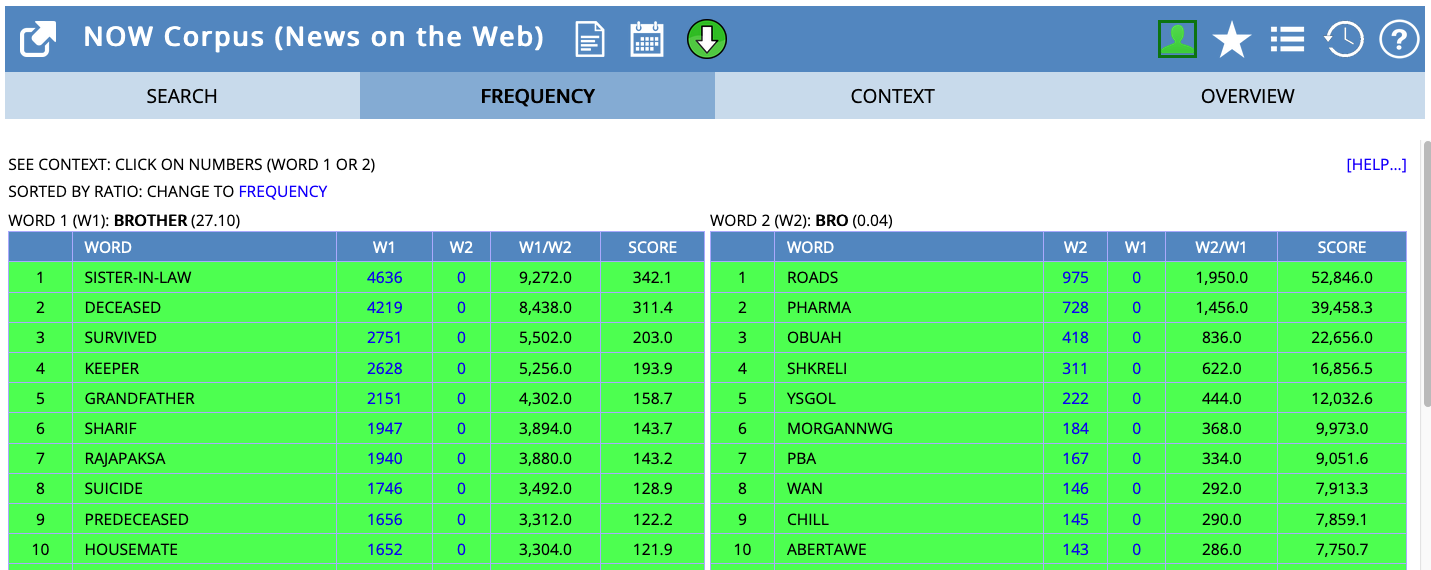 NOW Corpus (News on the Web)
SEARCH FREQUENCY CONTEXT OVERVIEW
SEE CONTEXT: CLICK ON NUMBERS (WORD 1 OR 2) [HELP...]
SORTED BY RATIO: CHANGE TO FREQUENCY
WORD 1 (W1): BROTHER (27.10)
WORD W1 W2 W1/W2 SCORE
1 SISTER-IN-LAW 4636 0 9,272.0 342.1
2 DECEASED 4219 0 8,438.0 311.4
3 SURVIVED 2751 0 5,502.0 203.0
4 KEEPER 2628 0 5,256.0 193.9
5 GRANDFATHER 2151 0 4,302.0 158.7
6 SHARIF 1947 0 3,894.0 143.7
7 RAJAPAKSA 1940 0 3,880.0 143.2
8 SUICIDE 1746 0 3,492.0 128.9
9 PREDECEASED 1656 0 3,312.0 122.2
10 HOUSEMATE 1652 0 3,304.0 121.9
WORD 2 (W2): BRO (0.04)
WORD W2 W1 W2/W1 SCORE
1 ROADS 975 0 1,950.0 52,846.0
2 PHARMA 728 0 1,456.0 39,458.3
3 OBUAH 418 0 836.0 22,656.0
4 SHKRELI 311 0 622.0 16,856.5
5 YSGOL 222 0 444.0 12,032.6
6 MORGANNWG 184 0 368.0 9,973.0
7 PBA 167 0 334.0 9,051.6
8 WAN 146 0 292.0 7,913.3
9 CHILL 145 0 290.0 7,859.1
10 ABERTAWE 143 0 286.0 7,750.7